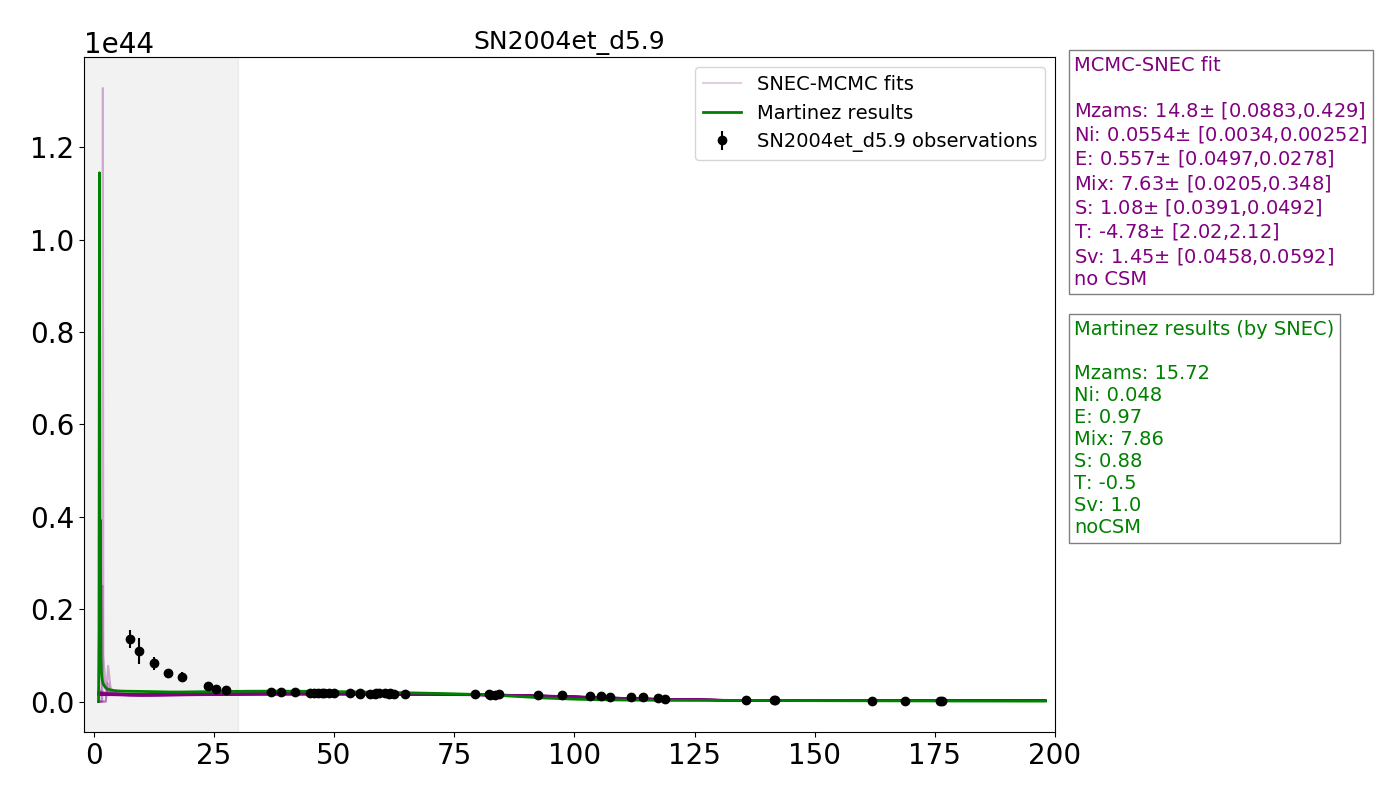 1e44
SN2004et_d5.9
SNEC-MCMC fits
Martinez results
SN2004et_d5.9 observations
1.2
1.0
0.8
0.6
0.4
0.2
0.0
0
25
50
75
100
125
150
175
200
MCMC-SNEC fit
Mzams: 14.8± [0.0883,0.429]
Ni: 0.0554± [0.0034,0.00252]
E: 0.557± [0.0497,0.0278]
Mix: 7.63± [0.0205,0.348]
S: 1.08± [0.0391,0.0492]
T: -4.78± [2.02,2.12]
Sv: 1.45± [0.0458,0.0592]
no CSM
Martinez results (by SNEC)
Mzams: 15.72
Ni: 0.048
E: 0.97
Mix: 7.86
S: 0.88
T: -0.5
Sv: 1.0
noCSM